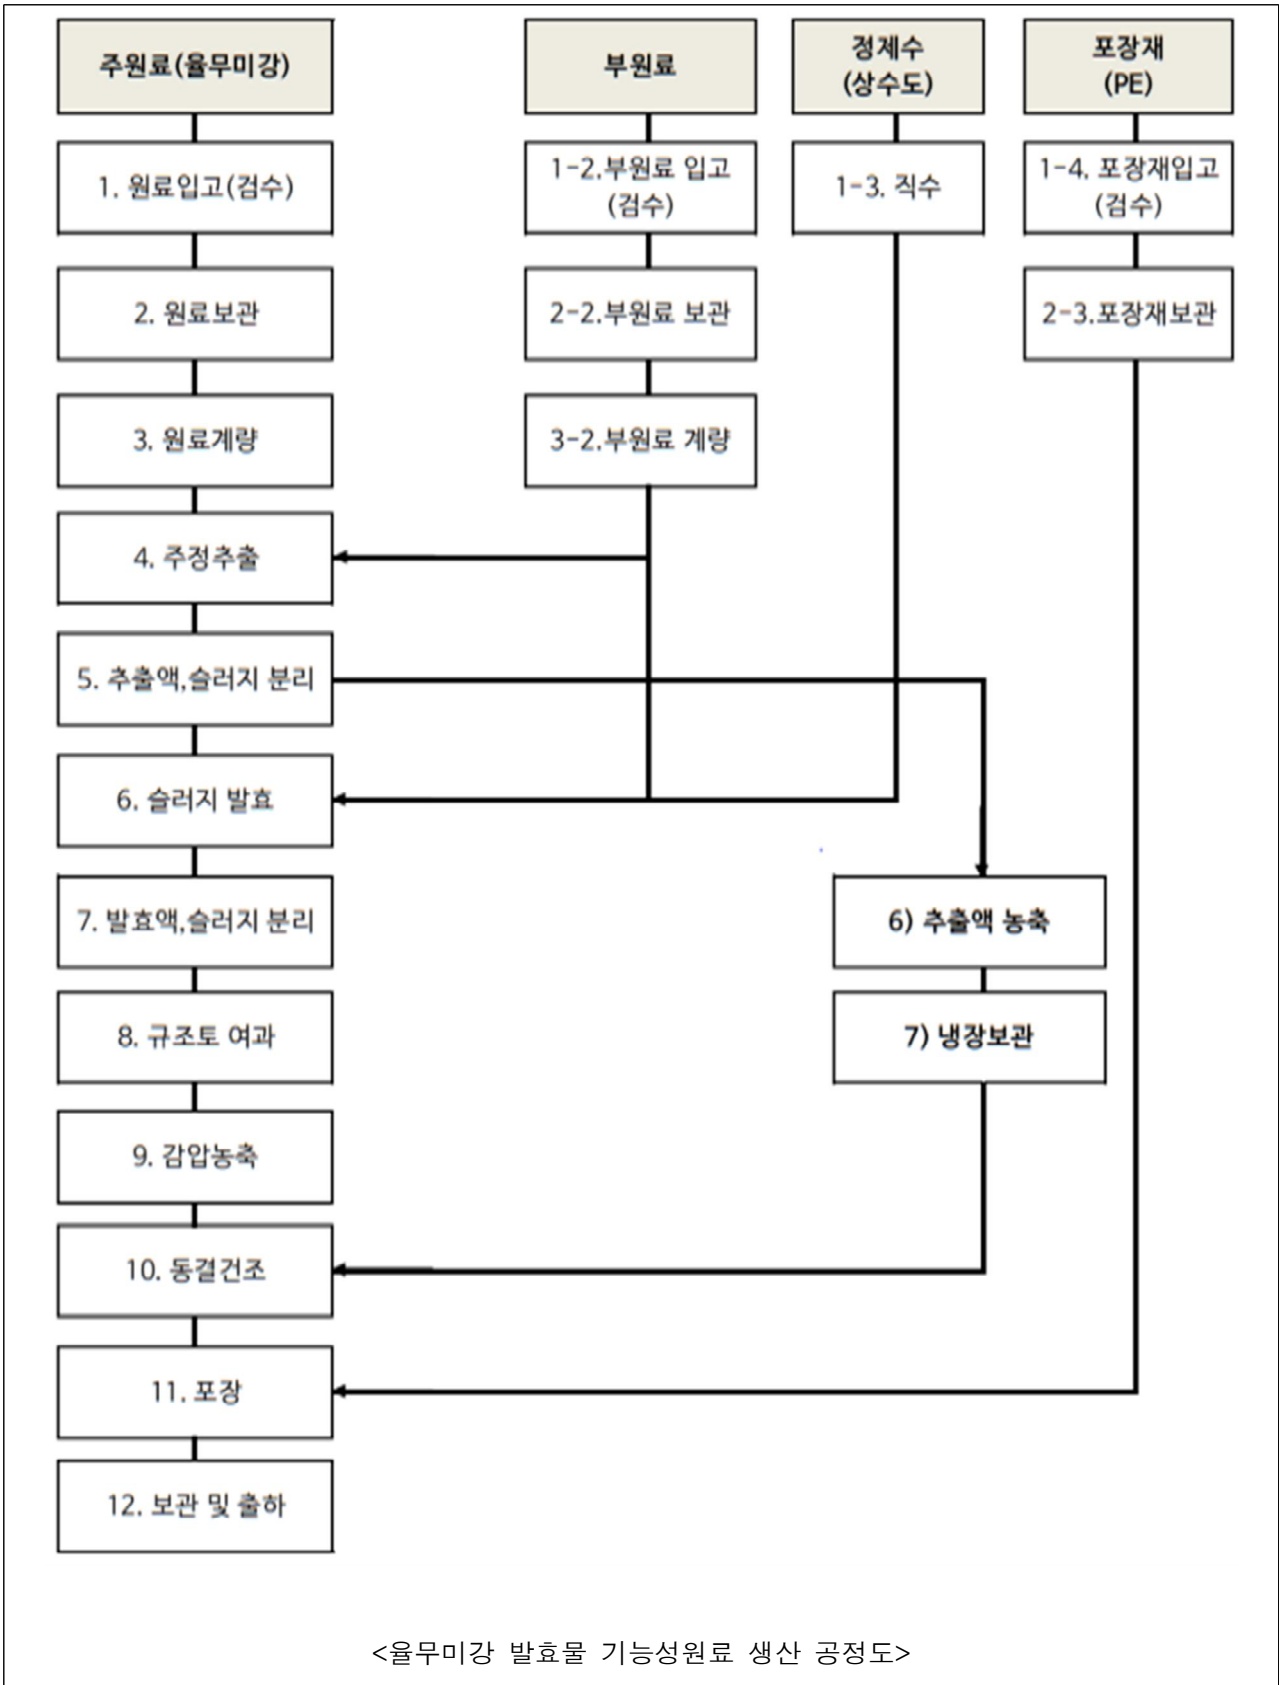 주원료(율무미강)
부원료
정제수
(상수도)
포장재
(PE)
1. 원료입고(검수)
1-2.부원료 입고
(검수)
1-3. 직수
1-4. 포장재입고
(검수)
2. 원료보관
2-2.부원료 보관
2-3.포장재보관
3. 원료계량
3-2.부원료 계량
4. 주정추출
5. 추출액,슬러지 분리
6. 슬러지 발효
7. 발효액,슬러지 분리
6) 추출액 농축
8. 규조토 여과
7) 냉장보관
9. 감압농축
10. 동결건조
11. 포장
12. 보관 및 출하
<율무미강 발효물 기능성원료 생산 공정도>